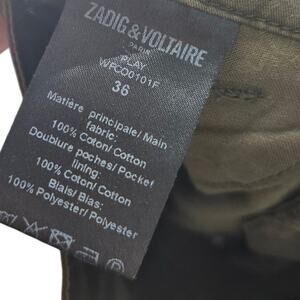 ZADIG & VOLTAIRE
PARIS
PLAY
WFCO0101F
36
Matière principale/ Main
fabric:
100% Coton/ Cotton
Doublure poches/ Pocket
lining:
100% Coton/ Cotton
Biais/ Bias:
100% Polyester/ Polyester